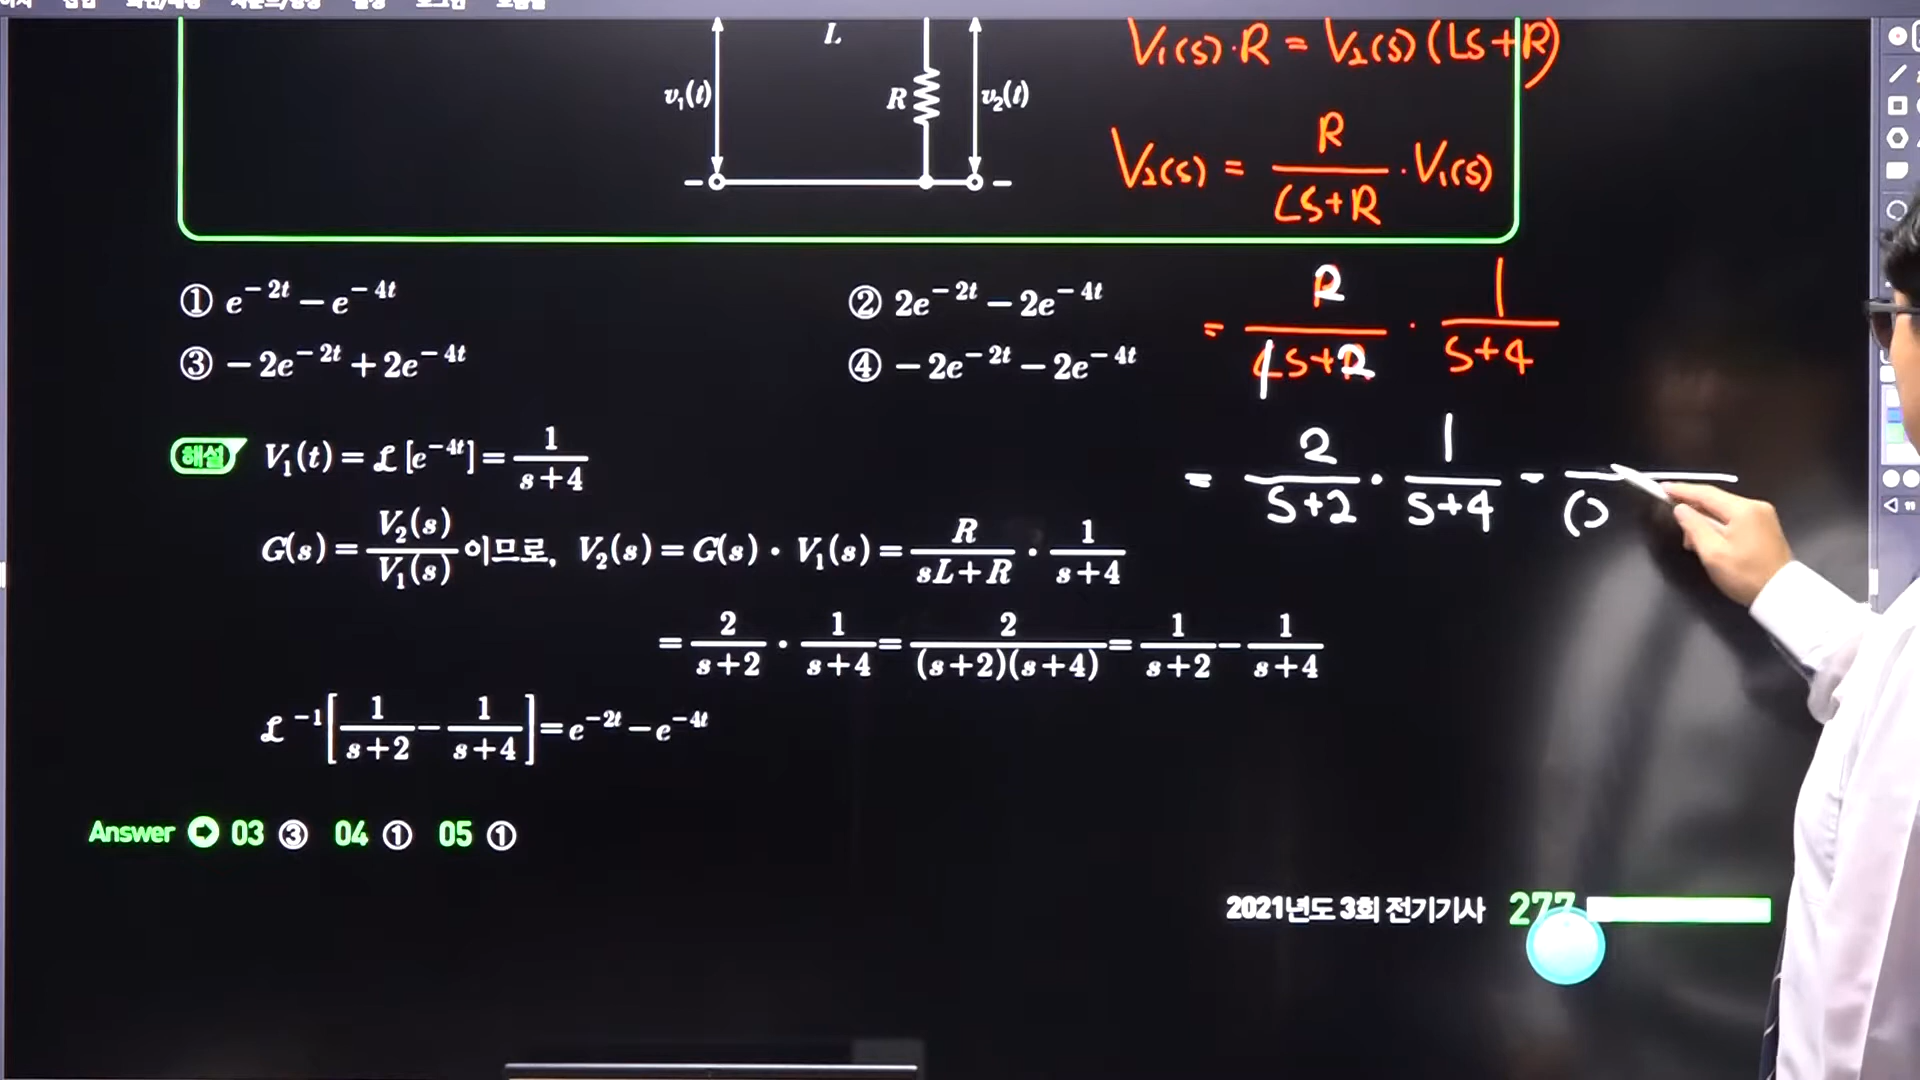 L
v₁(t)
R
v₂(t)
V₁(s)·R = V₂(s)(Ls+R)
V₂(s) = R/(Ls+R) · V₁(s)
① e^{-2t} - e^{-4t}
② 2e^{-2t} - 2e^{-4t}
= 2/(1s+2) · 1/(s+4)
③ -2e^{-2t} + 2e^{-4t}
④ -2e^{-2t} - 2e^{-4t}
해설 V₁(t) = ℒ[e^{-4t}] = 1/(s+4)
= 2/(s+2) · 1/(s+4) -
G(s) = V₂(s)/V₁(s) 이므로, V₂(s) = G(s) · V₁(s) = R/(sL+R) · 1/(s+4)
= 2/(s+2) · 1/(s+4) = 2/((s+2)(s+4)) = 1/(s+2) - 1/(s+4)
ℒ^{-1}[1/(s+2) - 1/(s+4)] = e^{-2t} - e^{-4t}
Answer 03 ③ 04 ① 05 ①
2021년도 3회 전기기사 277